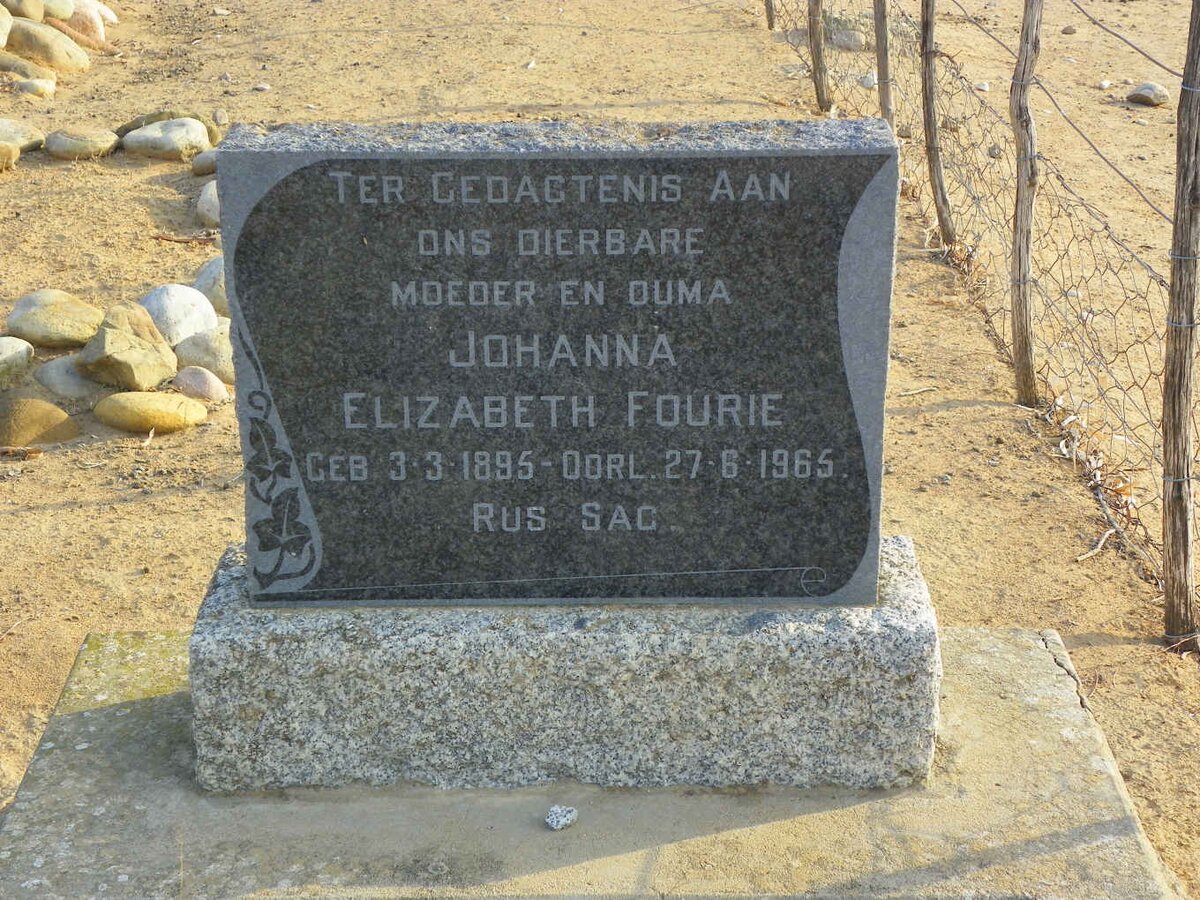 TER GEDAGTENIS AAN
ONS DIERBARE
MOEDER EN OUMA
JOHANNA
ELIZABETH FOURIE
GEB 3·3·1895-OORL.27·6·1965.
RUS SAG.